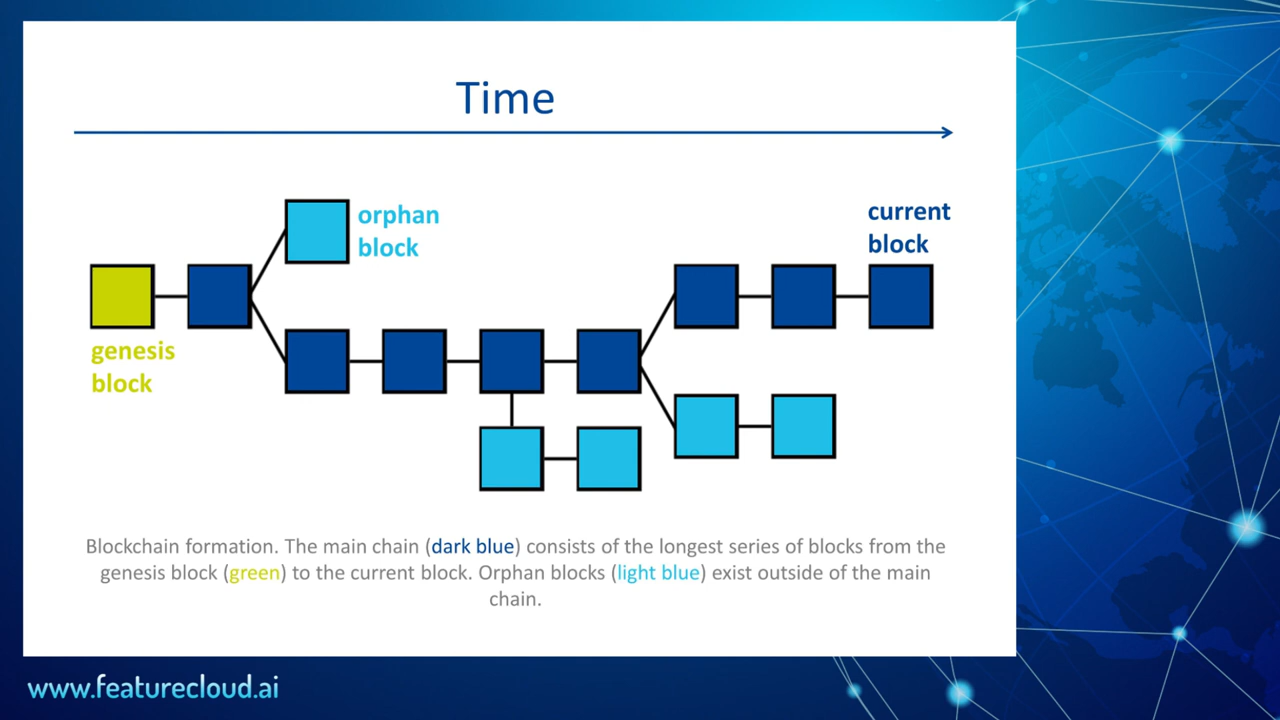 Time
orphan
block
current
block
genesis
block
Blockchain formation. The main chain (dark blue) consists of the longest series of blocks from the
genesis block (green) to the current block. Orphan blocks (light blue) exist outside of the main
chain.
www.featurecloud.ai